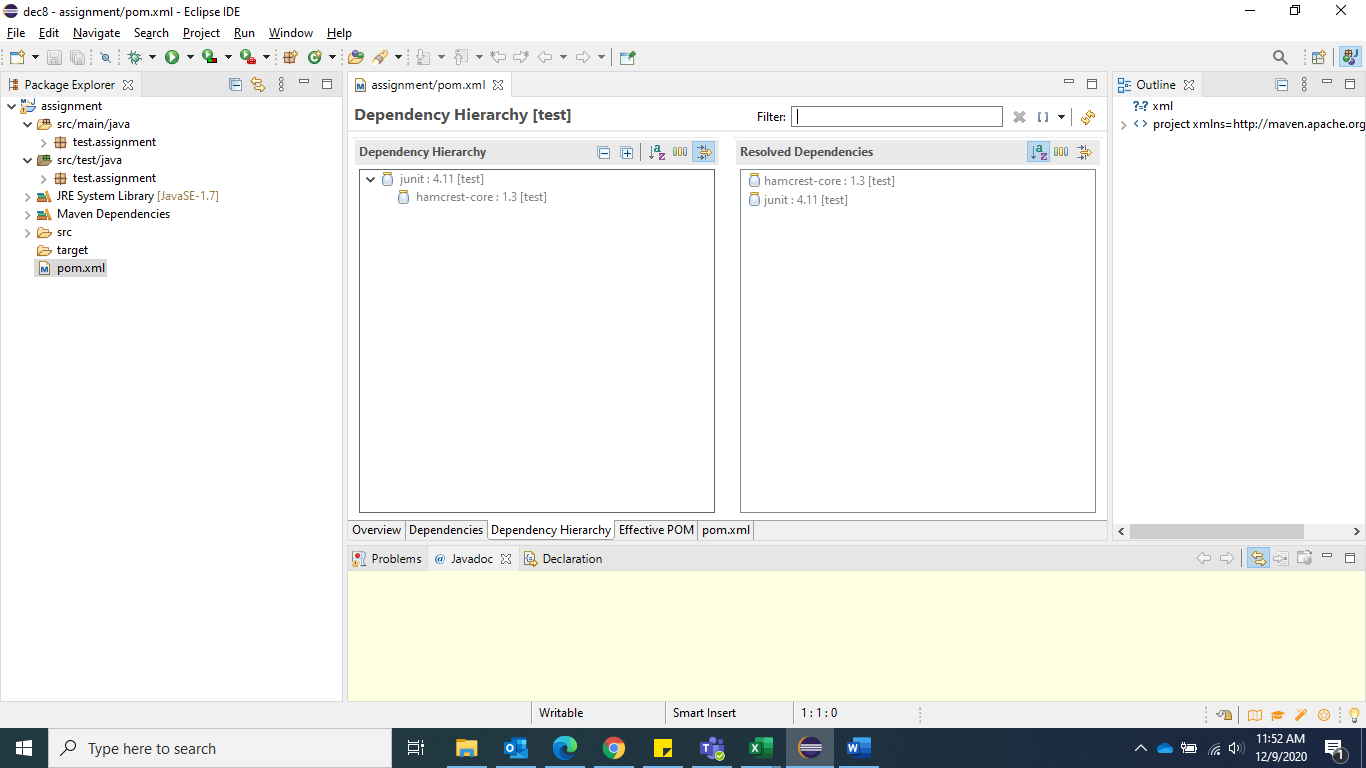 dec8 - assignment/pom.xml - Eclipse IDE
File Edit Navigate Search Project Run Window Help
Package Explorer
assignment
src/main/java
test.assignment
src/test/java
test.assignment
JRE System Library [JavaSE-1.7]
Maven Dependencies
src
target
pom.xml
assignment/pom.xml
Dependency Hierarchy [test]
Filter:
Dependency Hierarchy
junit : 4.11 [test]
hamcrest-core : 1.3 [test]
Resolved Dependencies
hamcrest-core : 1.3 [test]
junit : 4.11 [test]
Overview Dependencies Dependency Hierarchy Effective POM pom.xml
Outline
xml
project xmlns=http://maven.apache.org
Problems @ Javadoc Declaration
Writable Smart Insert 1 : 1 : 0
Type here to search
11:52 AM
12/9/2020
1